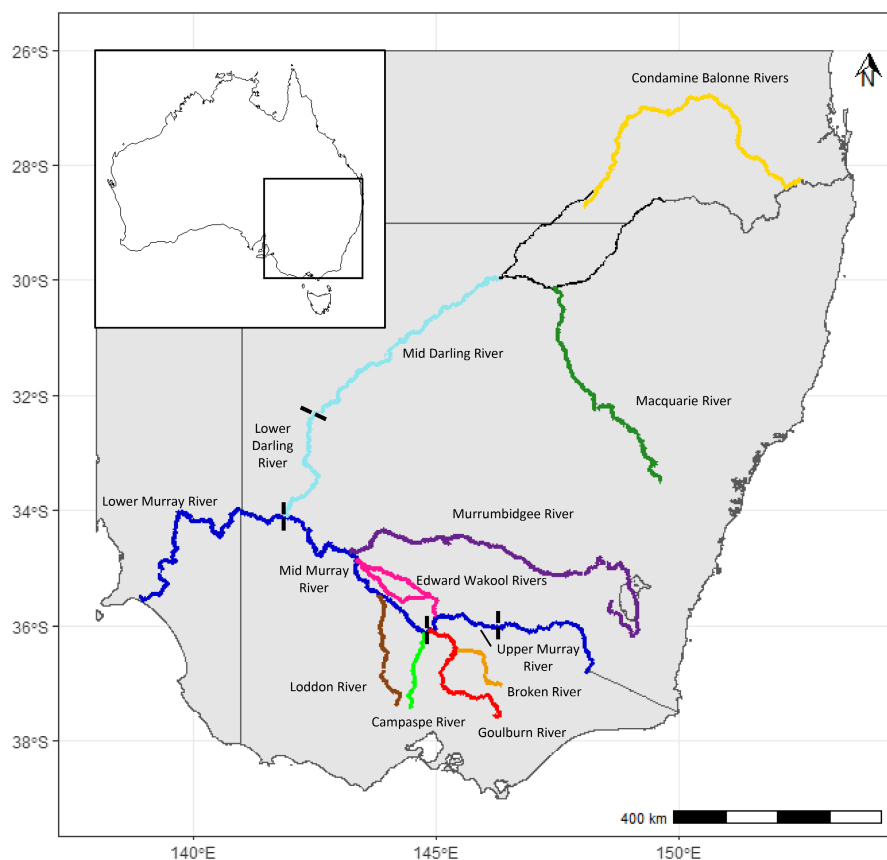 26°S
Condamine Balonne Rivers
N
28°S
30°S
Mid Darling River
32°S
Macquarie River
Lower
Darling
River
34°S
Lower Murray River
Murrumbidgee River
Mid Murray
River
Edward Wakool Rivers
36°S
Upper Murray
River
Loddon River
Broken River
Campaspe River
Goulburn River
38°S
400 km
140°E
145°E
150°E